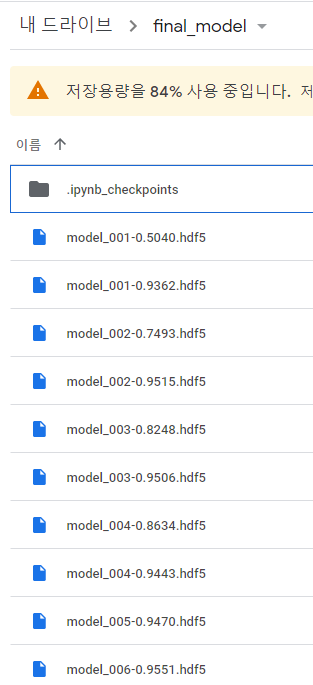 내 드라이브 > final_model
저장용량을 84% 사용 중입니다. 제
이름 ↑
.ipynb_checkpoints
model_001-0.5040.hdf5
model_001-0.9362.hdf5
model_002-0.7493.hdf5
model_002-0.9515.hdf5
model_003-0.8248.hdf5
model_003-0.9506.hdf5
model_004-0.8634.hdf5
model_004-0.9443.hdf5
model_005-0.9470.hdf5
model_006-0.9551.hdf5